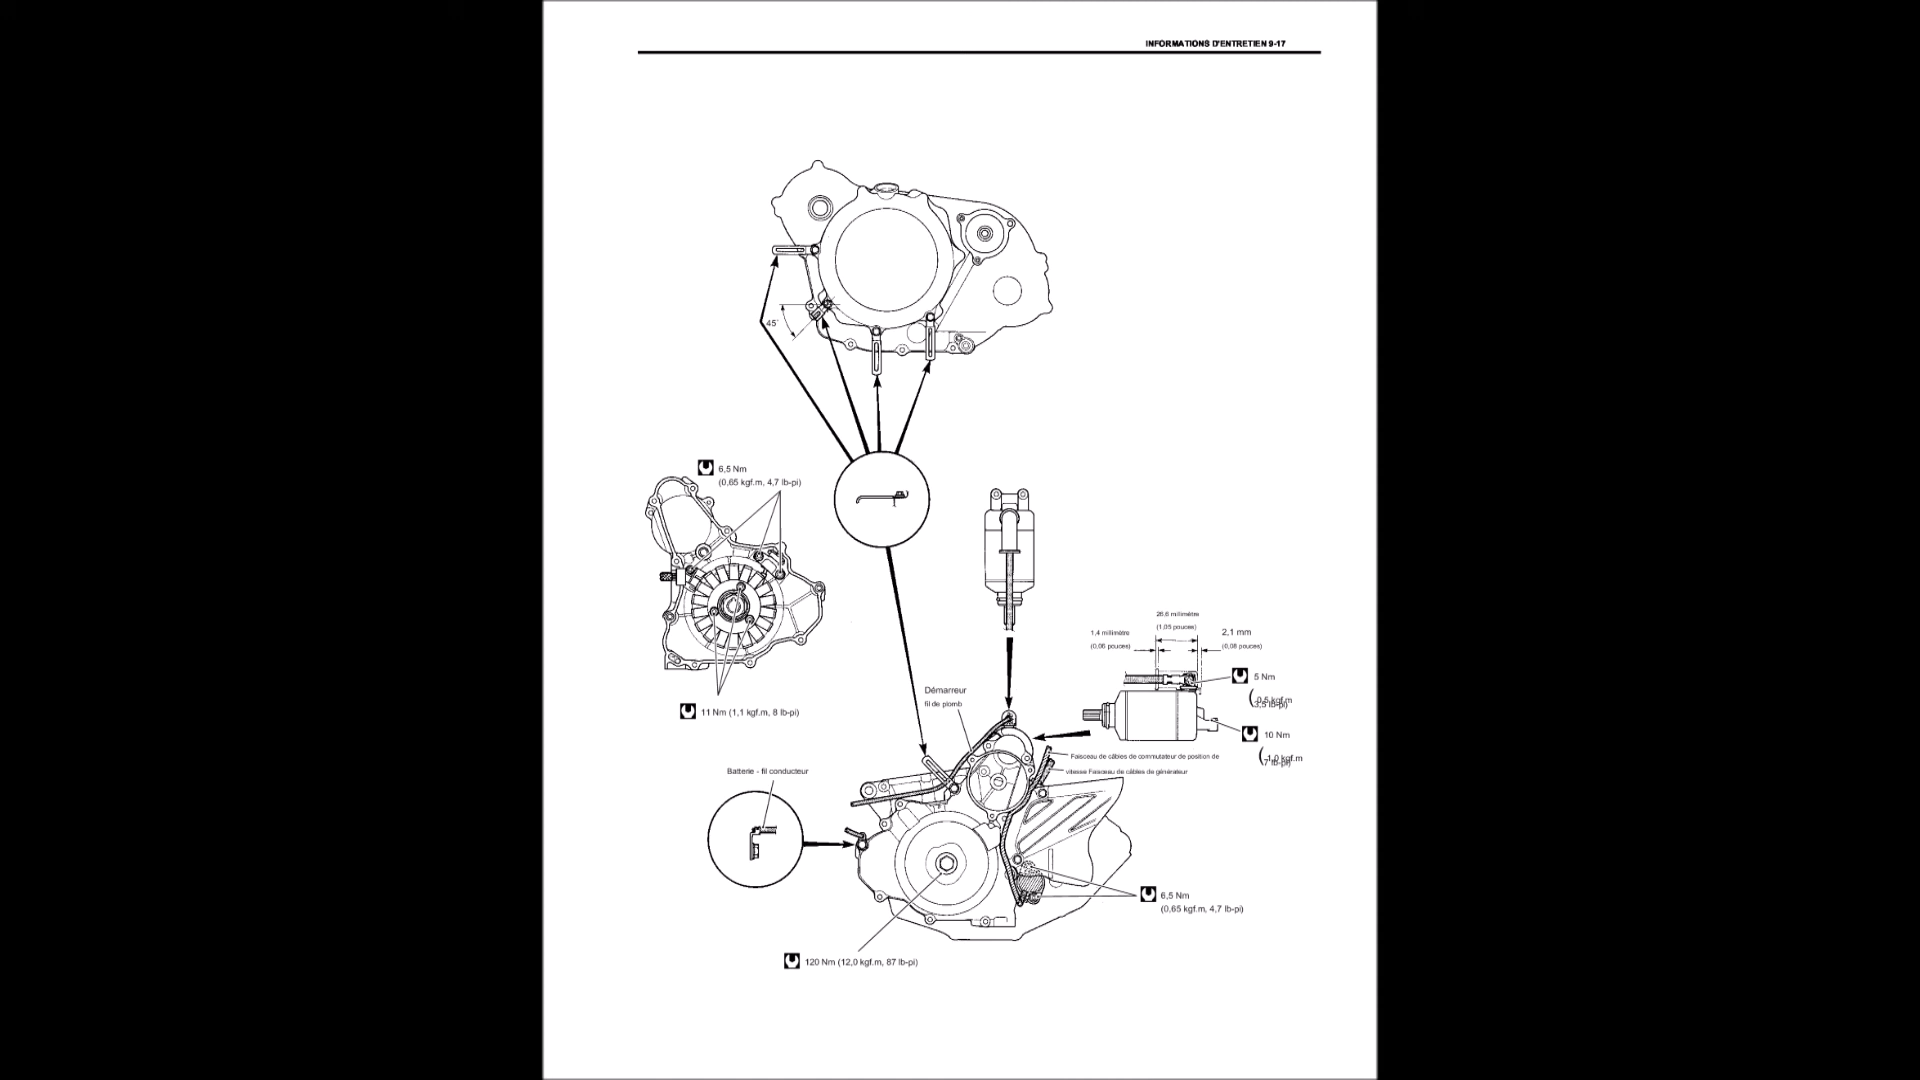 INFORMATIONS D'ENTRETIEN 9-17
45°
6,5 Nm
(0,65 kgf.m, 4,7 lb-pi)
26,6 millimètre
(1,05 pouces)
1,4 millimètre
(0,06 pouces)
2,1 mm
(0,08 pouces)
5 Nm
Démarreur
fil de plomb
11 Nm (1,1 kgf.m, 8 lb-pi)
10 Nm
Faisceau de câbles de commutateur de position de
vitesse Faisceau de câbles de générateur
Batterie - fil conducteur
6,5 Nm
(0,65 kgf.m, 4,7 lb-pi)
120 Nm (12,0 kgf.m, 87 lb-pi)